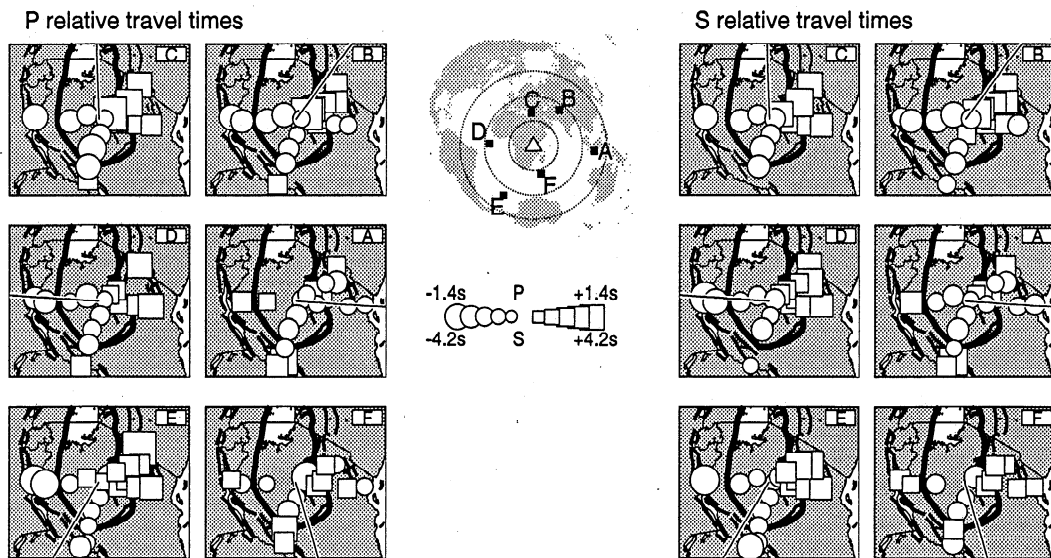 P relative travel times
S relative travel times
C
B
C
B
A
D
E
F
C
B
D
A
D
A
-1.4s P +1.4s
-4.2s S +4.2s
E
F
E
F